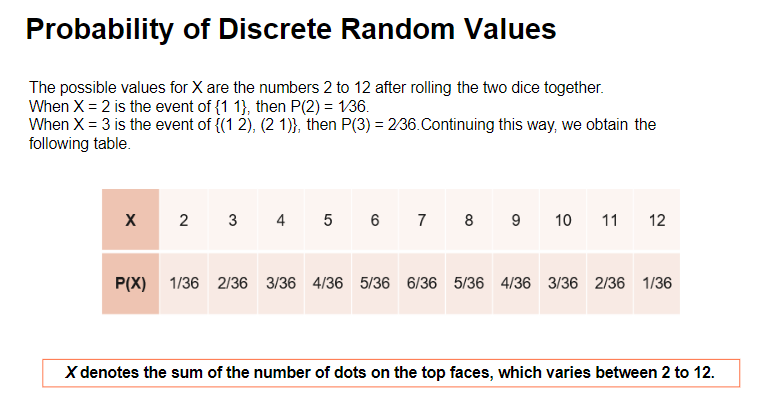 Probability of Discrete Random Values
The possible values for X are the numbers 2 to 12 after rolling the two dice together.
When X = 2 is the event of {1 1}, then P(2) = 1⁄36.
When X = 3 is the event of {(1 2), (2 1)}, then P(3) = 2⁄36.Continuing this way, we obtain the
following table.
X 2 3 4 5 6 7 8 9 10 11 12
P(X) 1/36 2/36 3/36 4/36 5/36 6/36 5/36 4/36 3/36 2/36 1/36
X denotes the sum of the number of dots on the top faces, which varies between 2 to 12.